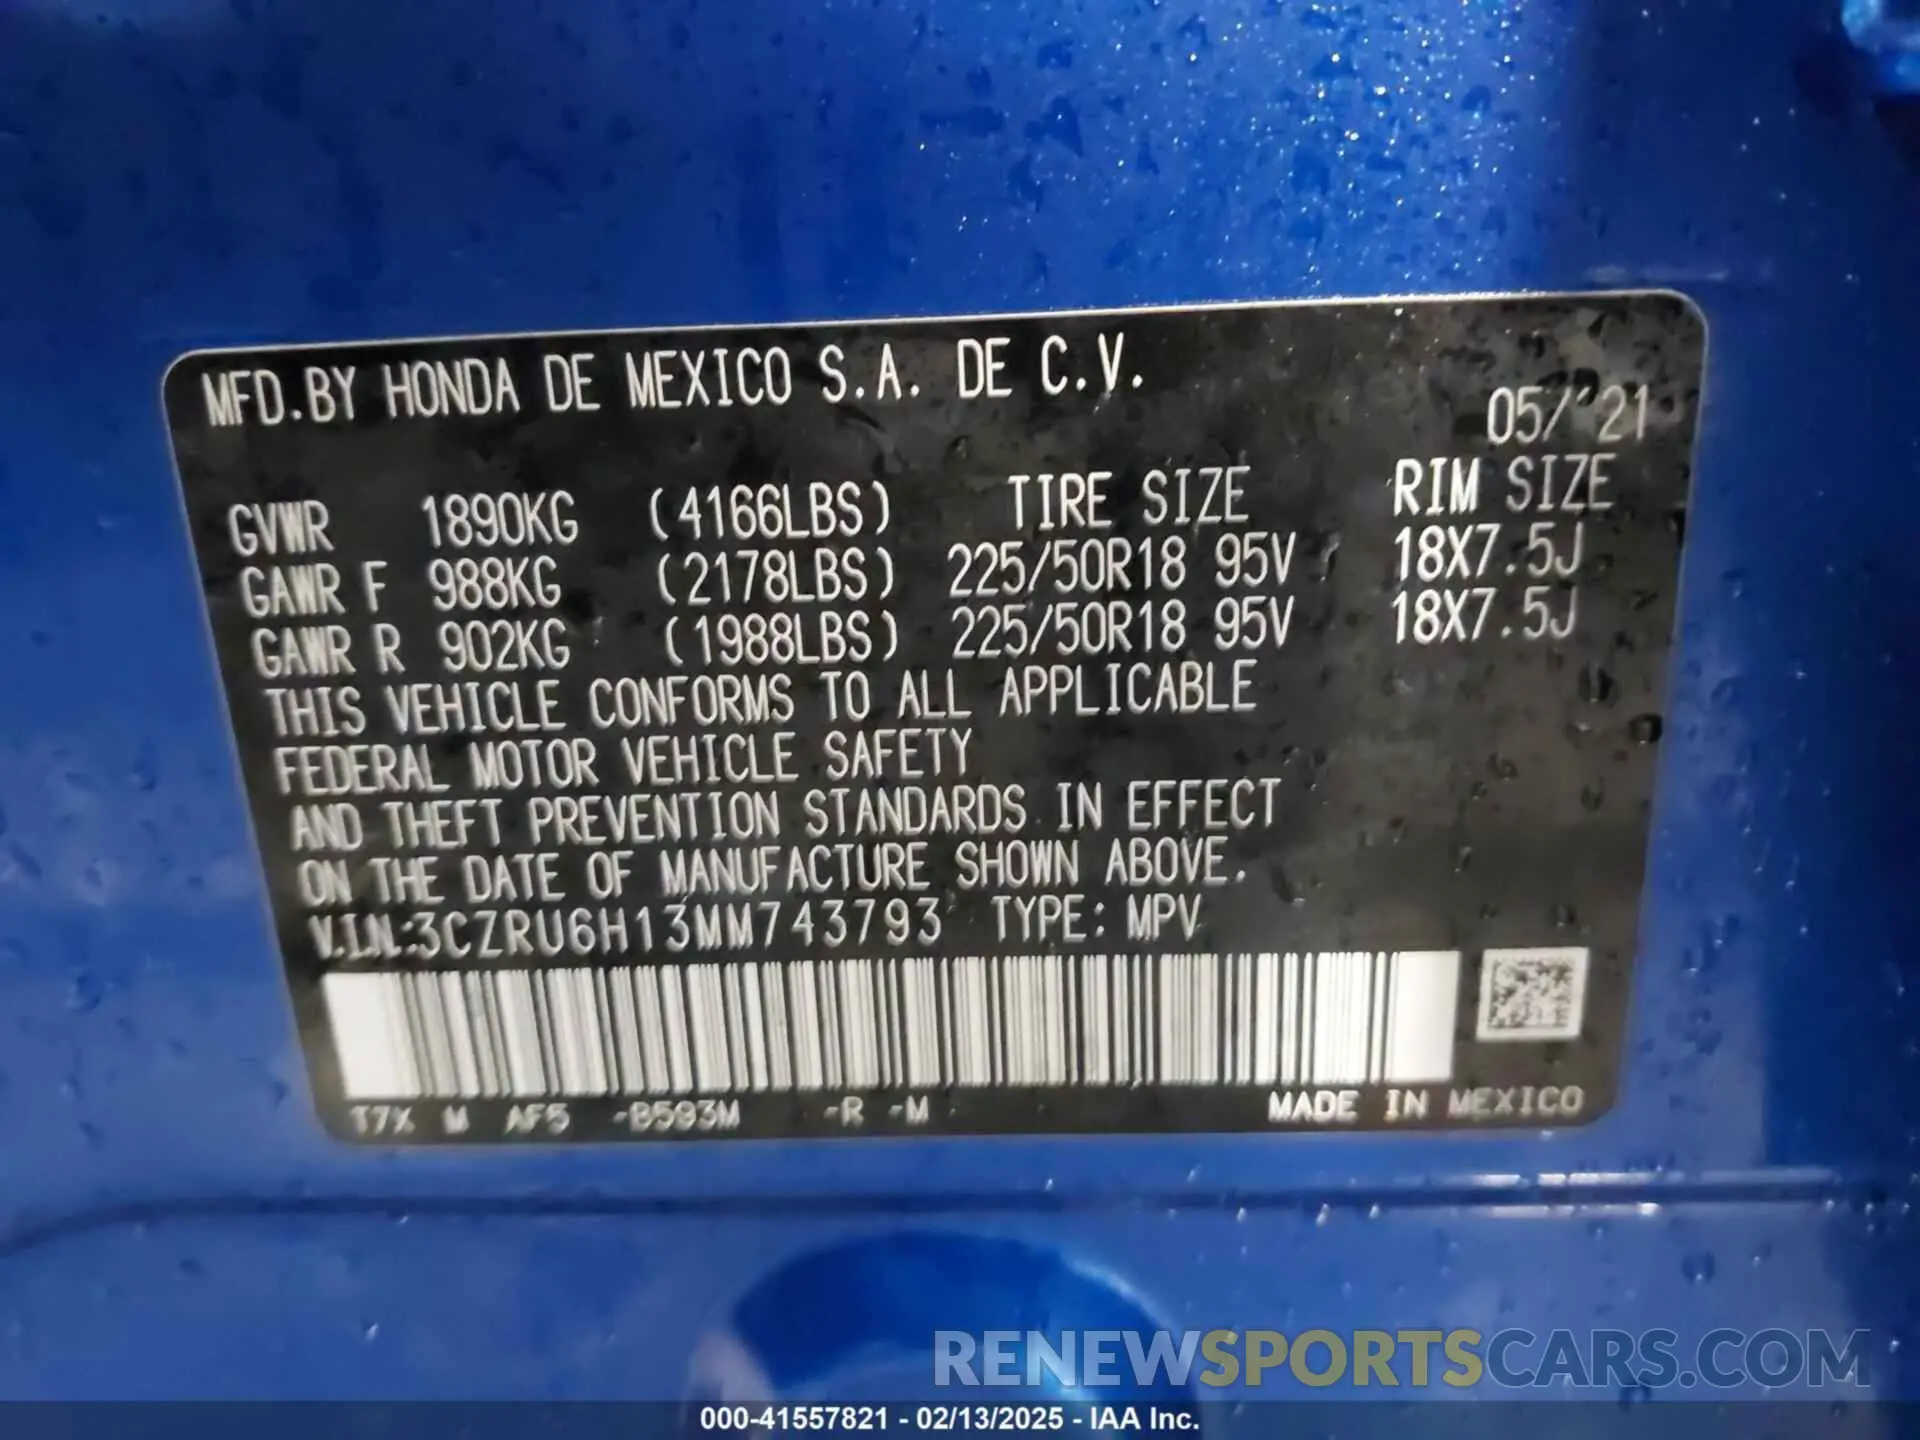 MFD.BY HONDA DE MEXICO S.A. DE C.V.
05/'21
GVWR 1890KG (4166LBS) TIRE SIZE RIM SIZE
GAWR F 988KG (2178LBS) 225/50R18 95V 18X7.5J
GAWR R 902KG (1988LBS) 225/50R18 95V 18X7.5J
THIS VEHICLE CONFORMS TO ALL APPLICABLE
FEDERAL MOTOR VEHICLE SAFETY
AND THEFT PREVENTION STANDARDS IN EFFECT
ON THE DATE OF MANUFACTURE SHOWN ABOVE.
V.I.N.:3CZRU6H13MM743793 TYPE: MPV
T7X M AF5 -B593M -R -M MADE IN MEXICO
RENEWSPORTSCARS.COM
000-41557821 - 02/13/2025 - IAA Inc.